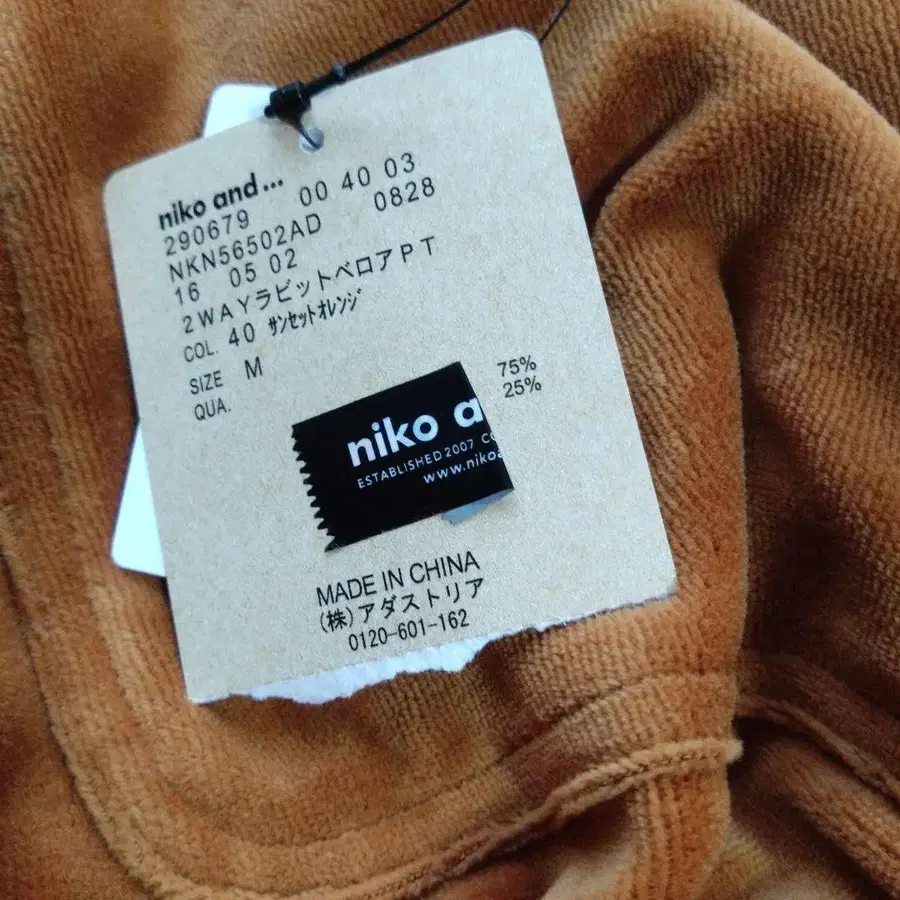 niko and ...
290679 00 40 03
NKN56502AD 0828
16 05 02
2WAYラビットベロアPT
COL. 40 ｻﾝｾｯﾄｵﾚﾝｼﾞ
SIZE M
QUA. 75%
25%
niko a
ESTABLISHED 2007
www.niko
MADE IN CHINA
(株)アダストリア
0120-601-162